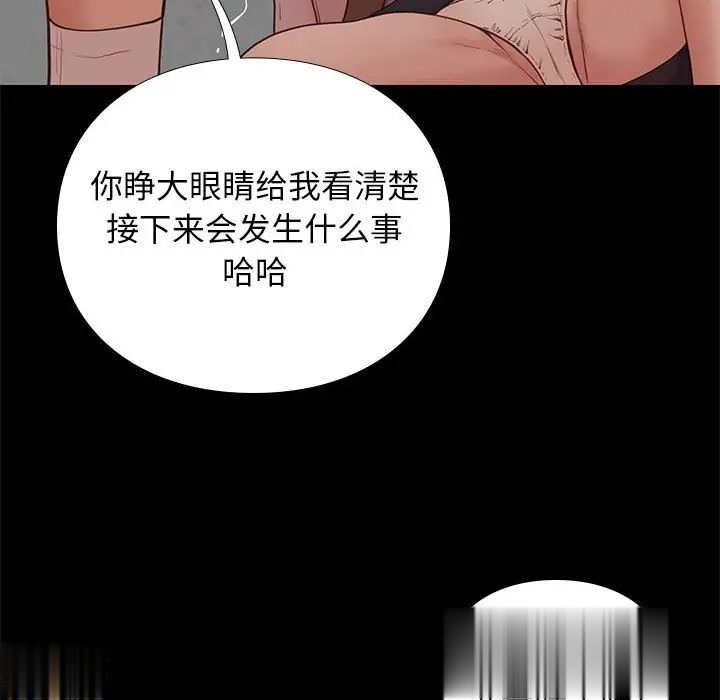 你睁大眼睛给我看清楚
接下来会发生什么事
哈哈